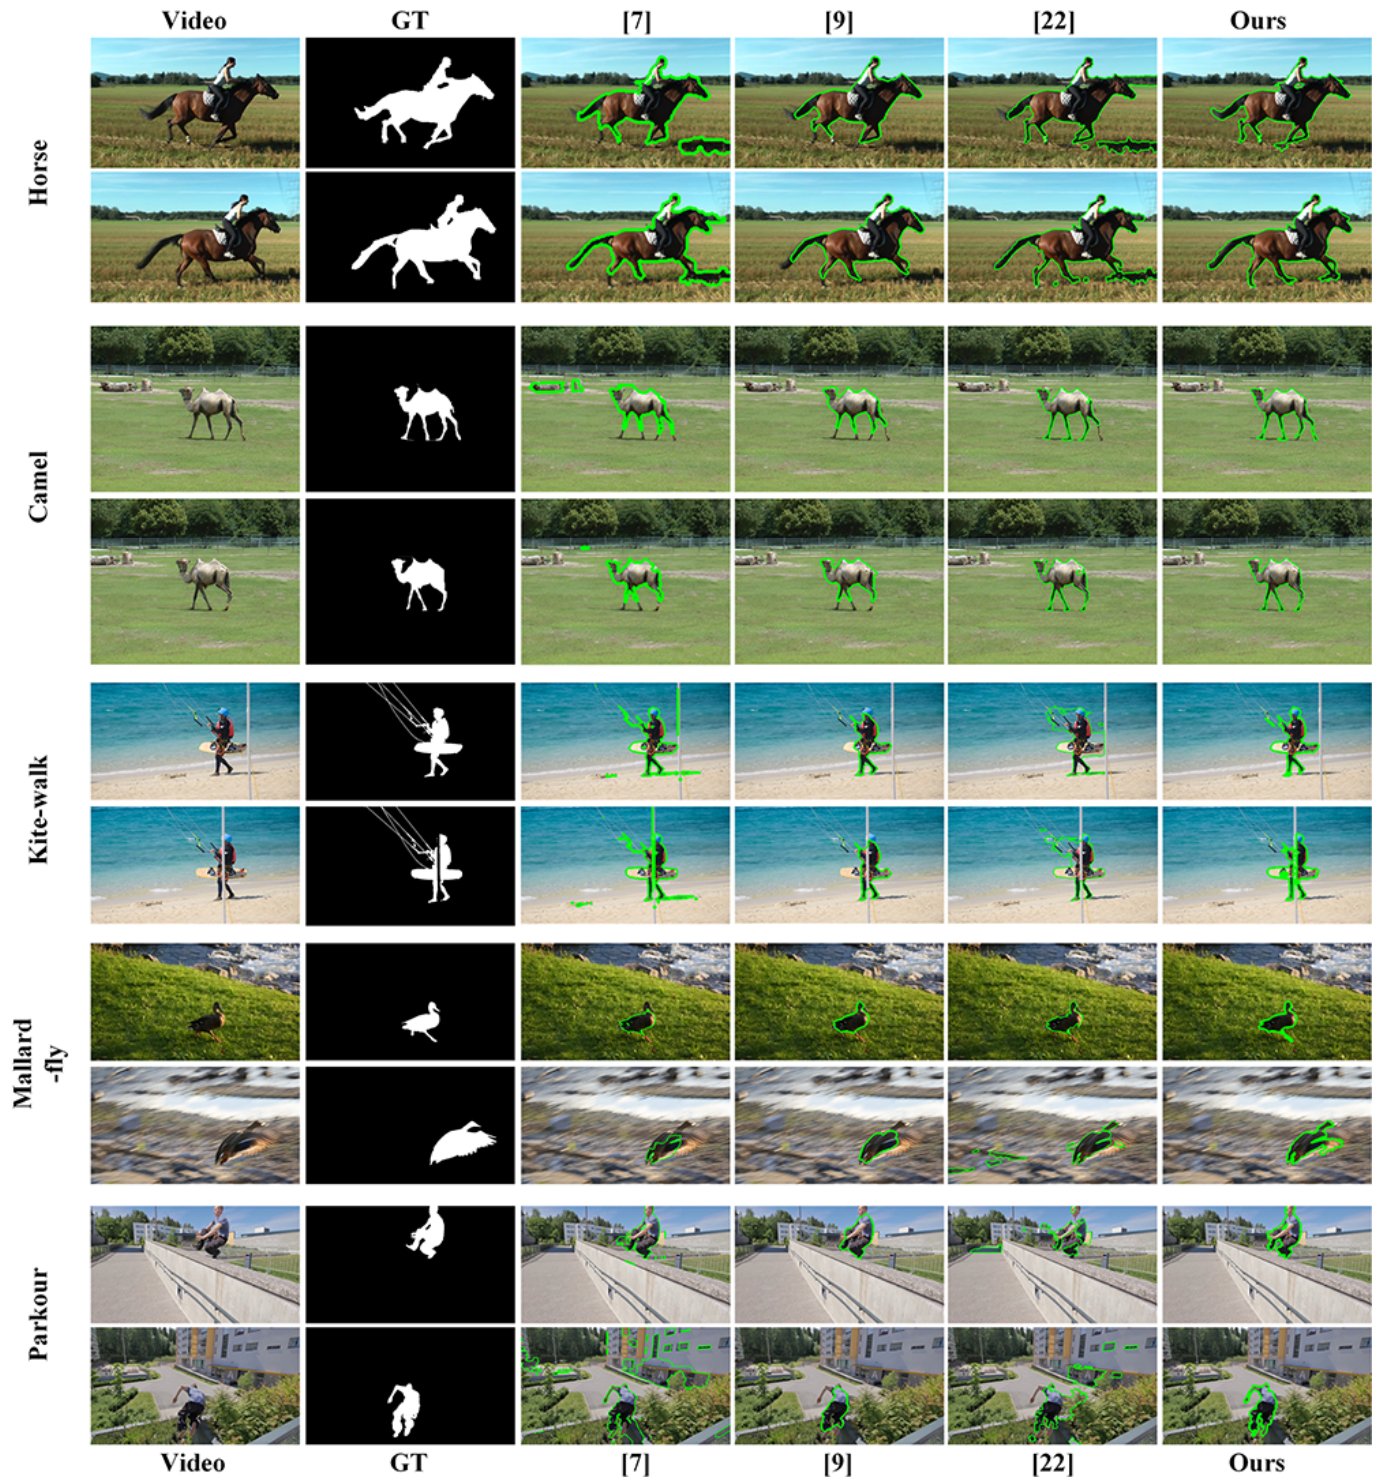 Video GT [7] [9] [22] Ours
Horse
Camel
Kite-walk
Mallard
-fly
Parkour
Video GT [7] [9] [22] Ours